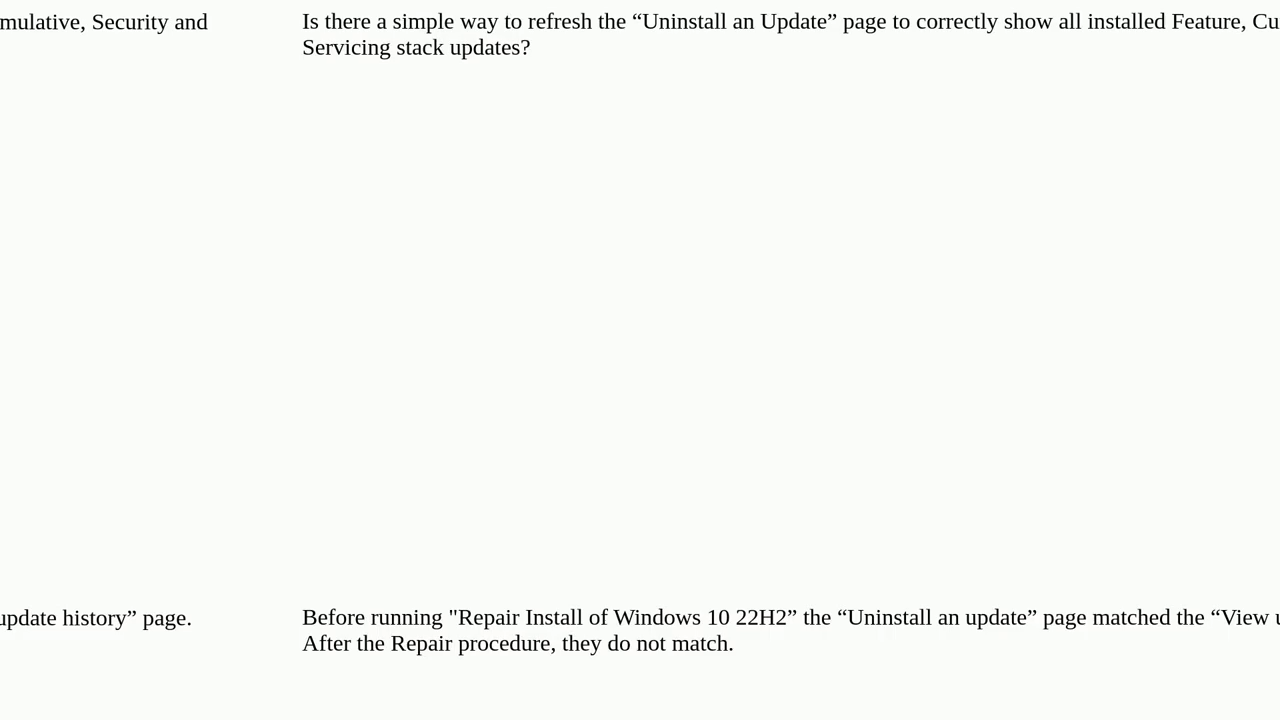 mulative, Security and
Is there a simple way to refresh the “Uninstall an Update” page to correctly show all installed Feature, Cu
Servicing stack updates?
update history” page.
Before running "Repair Install of Windows 10 22H2” the “Uninstall an update” page matched the “View u
After the Repair procedure, they do not match.